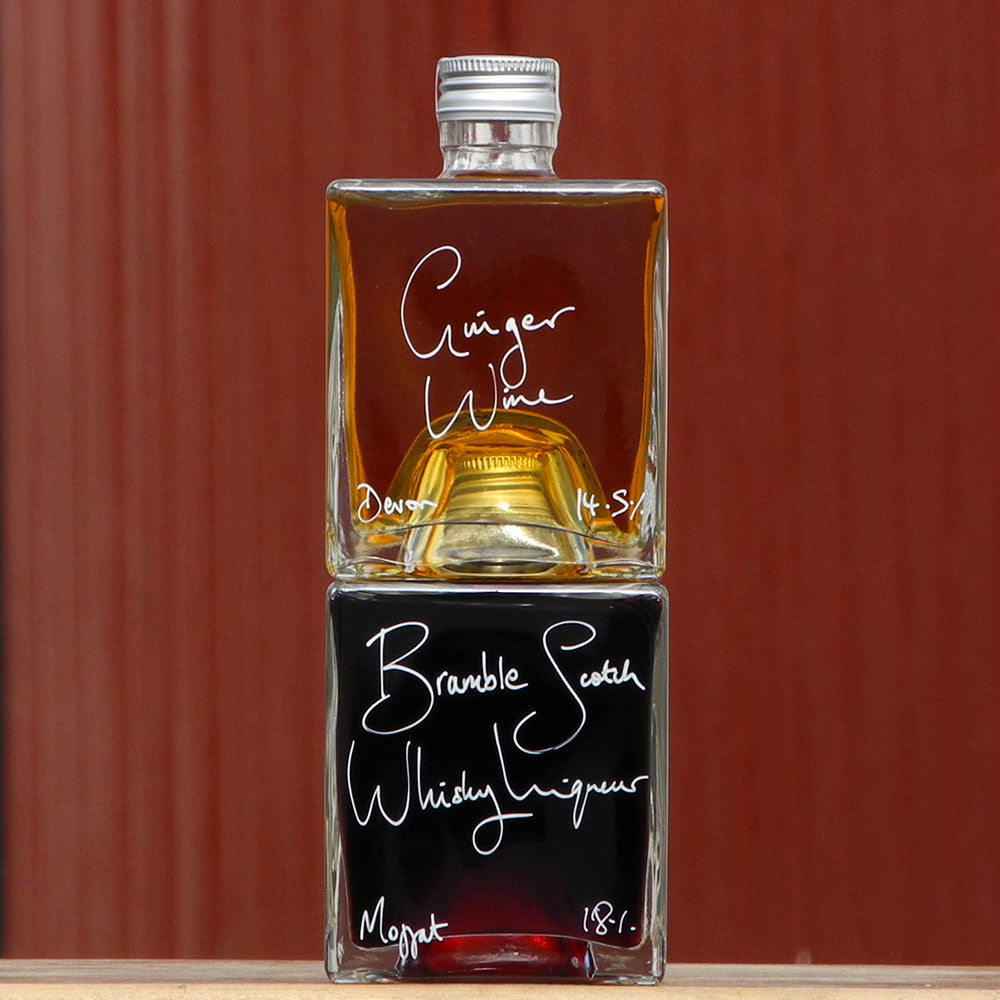 Ginger
Wine
Devon 14.5%
Bramble Scotch
Whisky Liqueur
Moffat 18%